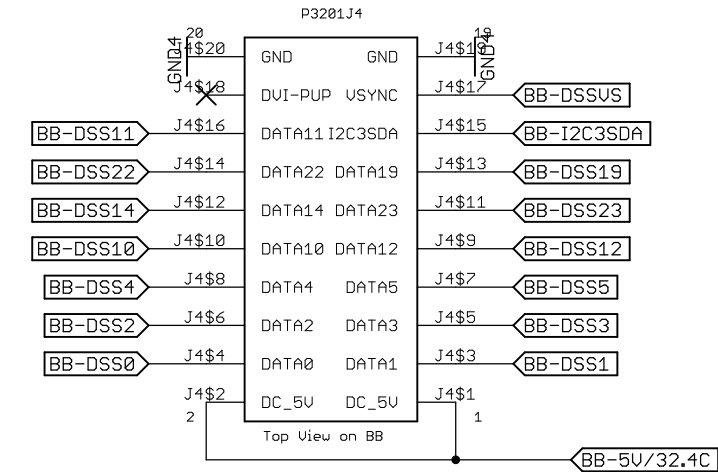 P3201J4
20 19
GND4 J4$20 GND GND J4$19 GND4
J4$18 DVI-PUP VSYNC J4$17 BB-DSSVS
BB-DSS11 J4$16 DATA11 I2C3SDA J4$15 BB-I2C3SDA
BB-DSS22 J4$14 DATA22 DATA19 J4$13 BB-DSS19
BB-DSS14 J4$12 DATA14 DATA23 J4$11 BB-DSS23
BB-DSS10 J4$10 DATA10 DATA12 J4$9 BB-DSS12
BB-DSS4 J4$8 DATA4 DATA5 J4$7 BB-DSS5
BB-DSS2 J4$6 DATA2 DATA3 J4$5 BB-DSS3
BB-DSS0 J4$4 DATA0 DATA1 J4$3 BB-DSS1
J4$2 DC_5V DC_5V J4$1
2 1
Top View on BB
BB-5V/32.4C